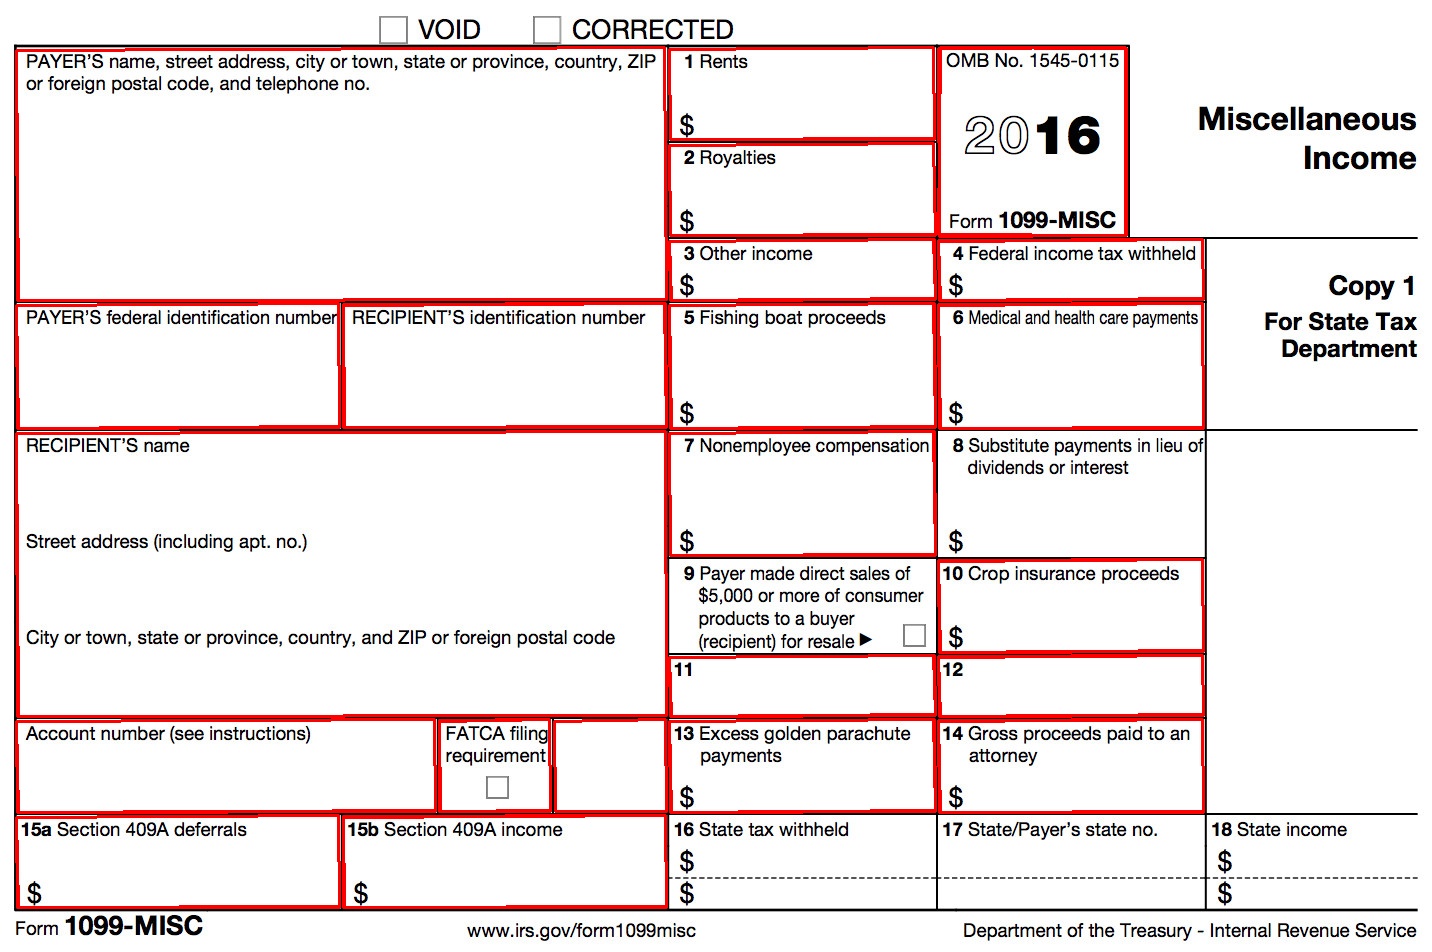 VOID CORRECTED
PAYER'S name, street address, city or town, state or province, country, ZIP
or foreign postal code, and telephone no.
1 Rents
$
2 Royalties
$
OMB No. 1545-0115
2016
Form 1099-MISC
Miscellaneous
Income
3 Other income
$
4 Federal income tax withheld
$
Copy 1
For State Tax
Department
PAYER'S federal identification number
RECIPIENT'S identification number
5 Fishing boat proceeds
$
6 Medical and health care payments
$
RECIPIENT'S name
Street address (including apt. no.)
City or town, state or province, country, and ZIP or foreign postal code
7 Nonemployee compensation
$
8 Substitute payments in lieu of
dividends or interest
$
9 Payer made direct sales of
$5,000 or more of consumer
products to a buyer
(recipient) for resale ►
10 Crop insurance proceeds
$
11
12
Account number (see instructions)
FATCA filing
requirement
13 Excess golden parachute
payments
$
14 Gross proceeds paid to an
attorney
$
15a Section 409A deferrals
$
15b Section 409A income
$
16 State tax withheld
$
$
17 State/Payer's state no.
18 State income
$
$
Form 1099-MISC
www.irs.gov/form1099misc
Department of the Treasury - Internal Revenue Service